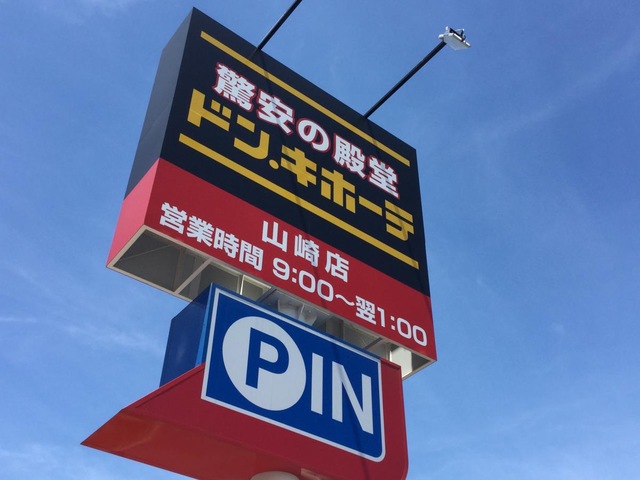 驚安の殿堂
ドン.キホーテ
山崎店
営業時間 9:00〜翌1:00
P IN